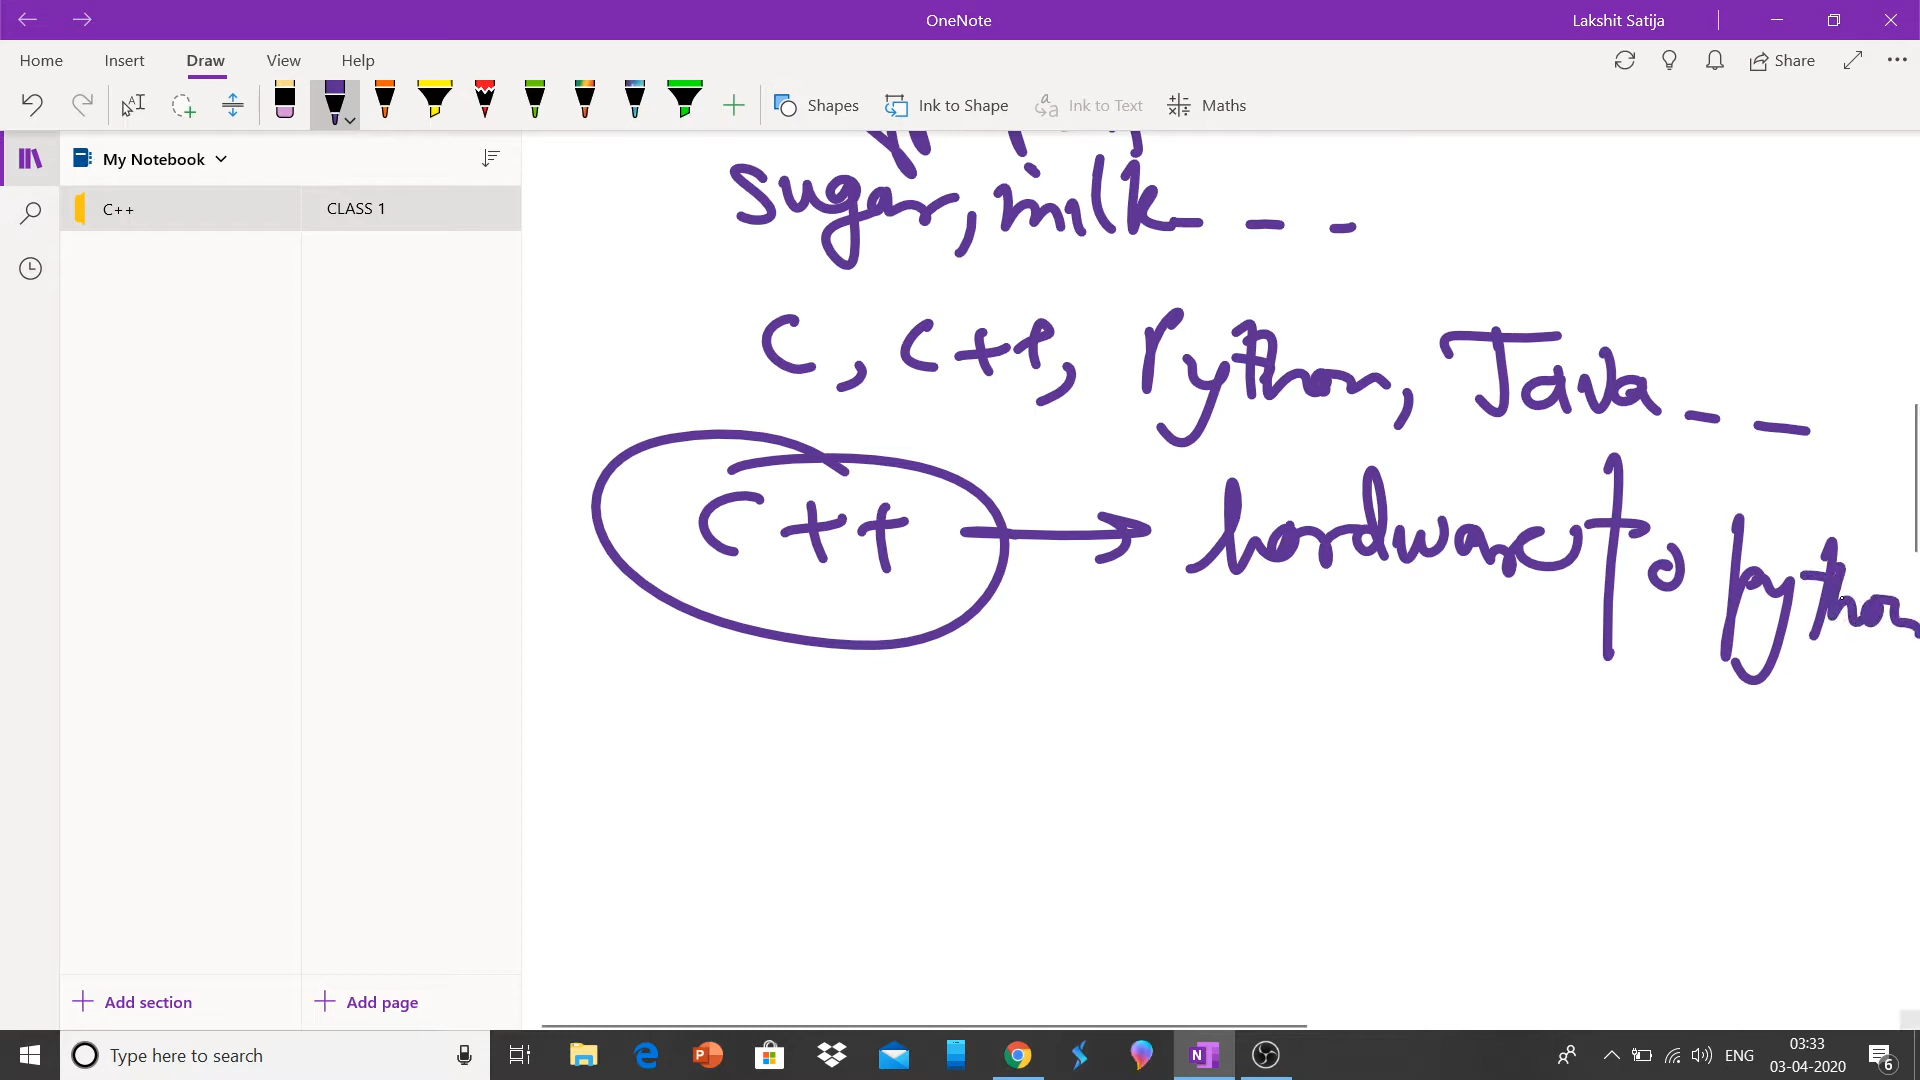 OneNote
Lakshit Satija
Home Insert Draw View Help
Share
Shapes Ink to Shape Ink to Text Maths
My Notebook
C++ CLASS 1
sugar, milk - - -
C, C++, Python, Java - -
C++ → hardware to python
Add section Add page
Type here to search
ENG
03:33
03-04-2020
6